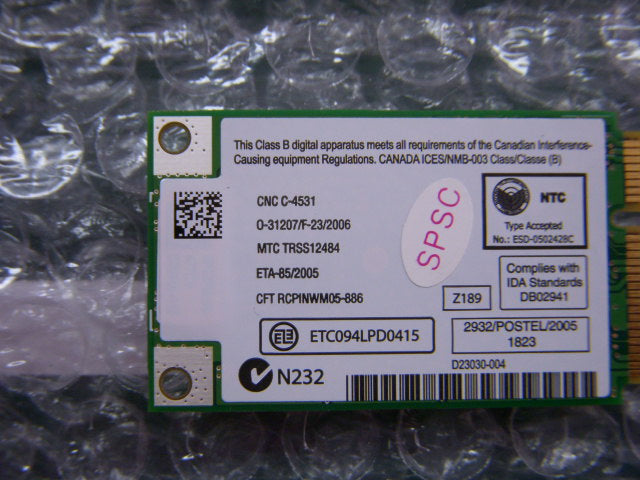 This Class B digital apparatus meets all requirements of the Canadian Interference-
Causing equipment Regulations. CANADA ICES/NMB-003 Class/Classe (B)
CNC C-4531
O-31207/F-23/2006
MTC TRSS12484
ETA-85/2005
CFT RCPINWM05-886
SPSC
NTC
Type Accepted
No.: ESD-0502428C
Complies with
IDA Standards
DB02941
Z189
2932/POSTEL/2005
1823
ETC094LPD0415
D23030-004
N232